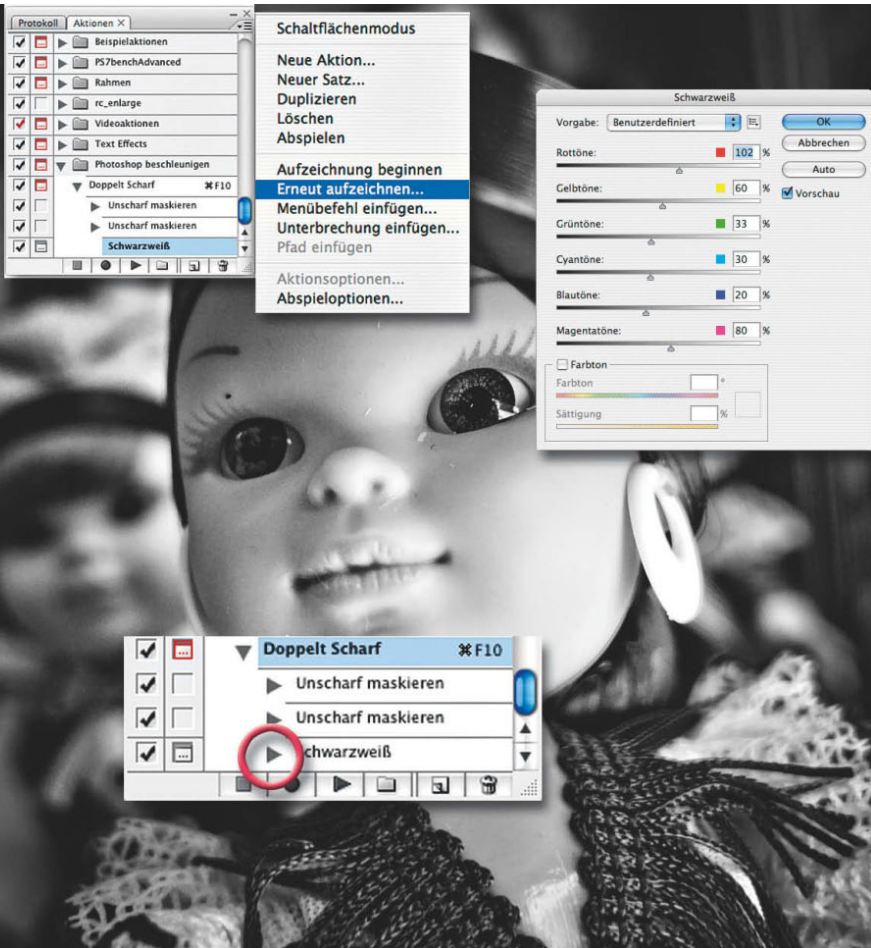 Protokoll Aktionen ×
Beispielaktionen
PS7benchAdvanced
Rahmen
rc_enlarge
Videoaktionen
Text Effects
Photoshop beschleunigen
Doppelt Scharf ⌘F10
Unscharf maskieren
Unscharf maskieren
Schwarzweiß
Schaltflächenmodus
Neue Aktion...
Neuer Satz...
Duplizieren
Löschen
Abspielen
Aufzeichnung beginnen
Erneut aufzeichnen...
Menübefehl einfügen...
Unterbrechung einfügen...
Pfad einfügen
Aktionsoptionen...
Abspieloptionen...
Schwarzweiß
Vorgabe: Benutzerdefiniert
OK
Abbrechen
Auto
Vorschau
Rottöne: 102 %
Gelbtöne: 60 %
Grüntöne: 33 %
Cyantöne: 30 %
Blautöne: 20 %
Magentatöne: 80 %
Farbton
Farbton °
Sättigung %
Doppelt Scharf ⌘F10
Unscharf maskieren
Unscharf maskieren
chwarzweiß